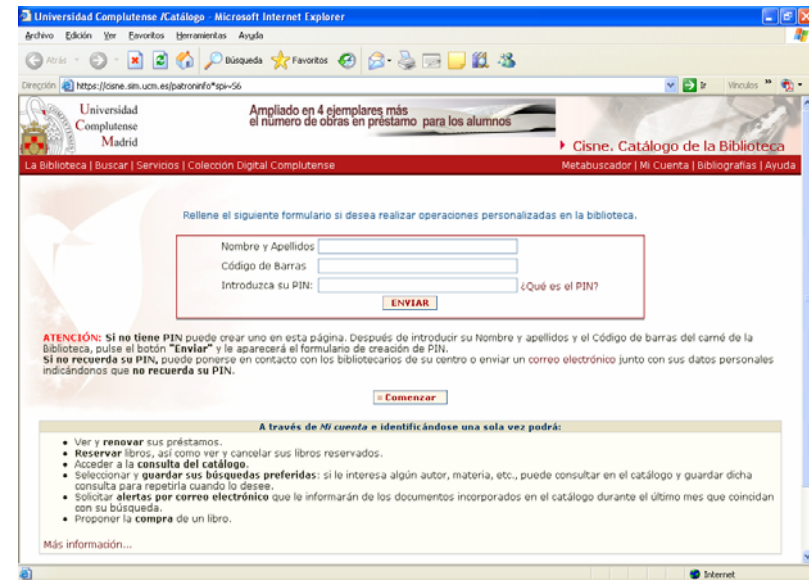 Universidad Complutense /Catálogo - Microsoft Internet Explorer
Archivo Edición Ver Favoritos Herramientas Ayuda
Atrás Búsqueda Favoritos
Dirección https://cisne.sim.ucm.es/patroninfo*spi~S6 Ir Vínculos »
Universidad
Complutense
Madrid
Ampliado en 4 ejemplares más
el número de obras en préstamo para los alumnos
Cisne. Catálogo de la Biblioteca
La Biblioteca | Buscar | Servicios | Colección Digital Complutense
Metabuscador | Mi Cuenta | Bibliografías | Ayuda
Rellene el siguiente formulario si desea realizar operaciones personalizadas en la biblioteca.
Nombre y Apellidos
Código de Barras
Introduzca su PIN: ¿Qué es el PIN?
ENVIAR
ATENCIÓN: Si no tiene PIN puede crear uno en esta página. Después de introducir su Nombre y apellidos y el Código de barras del carné de la
Biblioteca, pulse el botón "Enviar" y le aparecerá el formulario de creación de PIN.
Si no recuerda su PIN, puede ponerse en contacto con los bibliotecarios de su centro o enviar un correo electrónico junto con sus datos personales
indicándonos que no recuerda su PIN.
Comenzar
A través de Mi cuenta e identificándose una sola vez podrá:
• Ver y renovar sus préstamos.
• Reservar libros, así como ver y cancelar sus libros reservados.
• Acceder a la consulta del catálogo.
• Seleccionar y guardar sus búsquedas preferidas: si le interesa algún autor, materia, etc., puede consultar en el catálogo y guardar dicha
consulta para repetirla cuando lo desee.
• Solicitar alertas por correo electrónico que le informarán de los documentos incorporados en el catálogo durante el último mes que coincidan
con su búsqueda.
• Proponer la compra de un libro.
Más información...
Internet